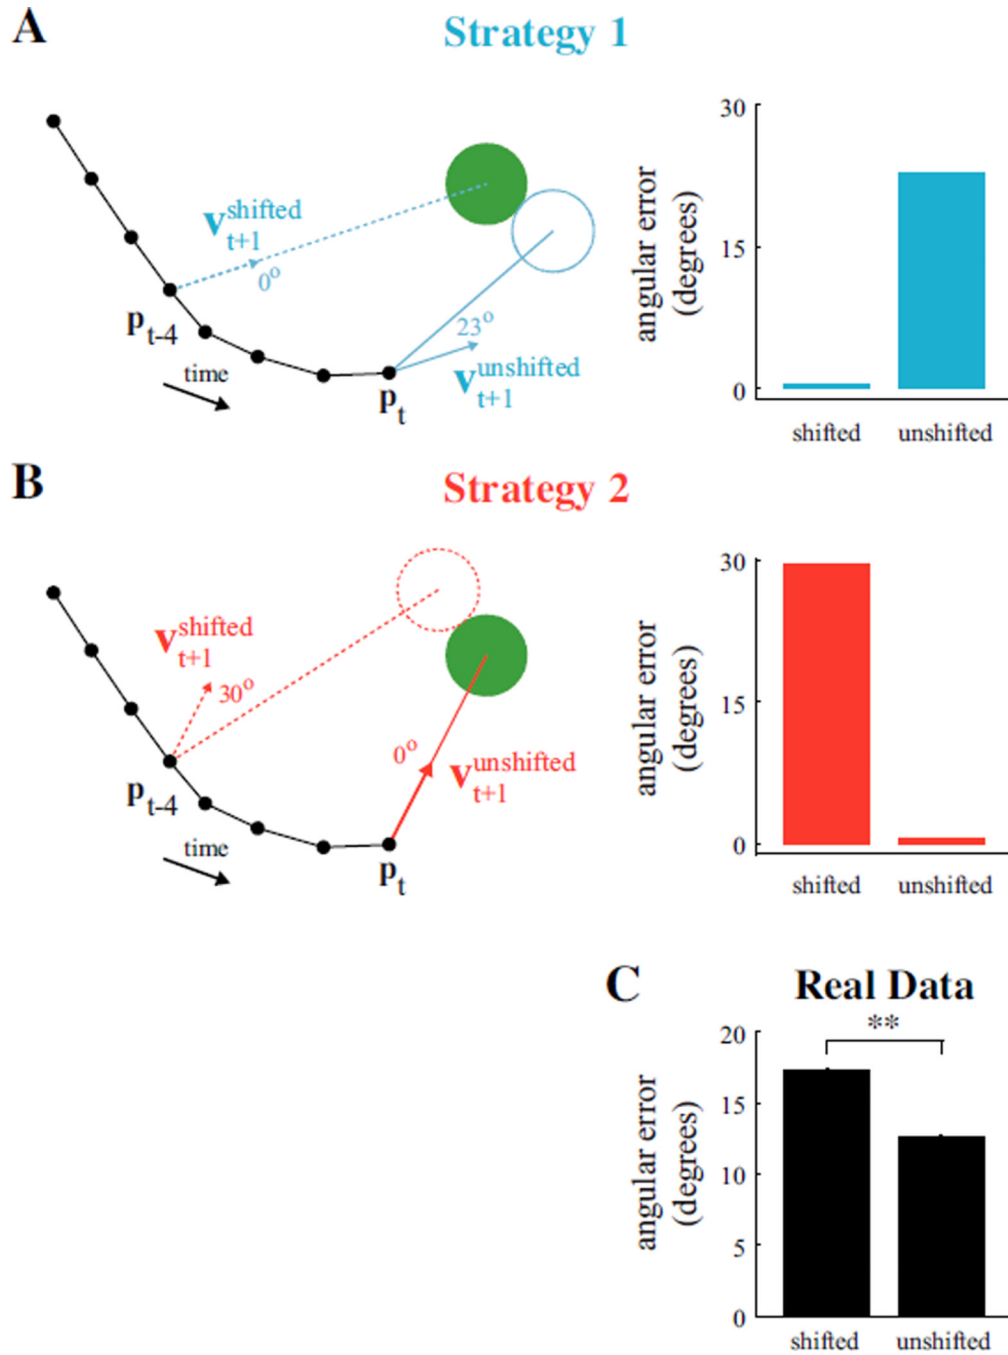 A
Strategy 1
v shifted t+1
0°
p t-4
time
p t
23°
v unshifted t+1
angular error
(degrees)
30
15
0
shifted
unshifted
B
Strategy 2
v shifted t+1
30°
p t-4
time
p t
0°
v unshifted t+1
angular error
(degrees)
30
15
0
shifted
unshifted
C
Real Data
**
angular error
(degrees)
20
15
10
5
0
shifted
unshifted